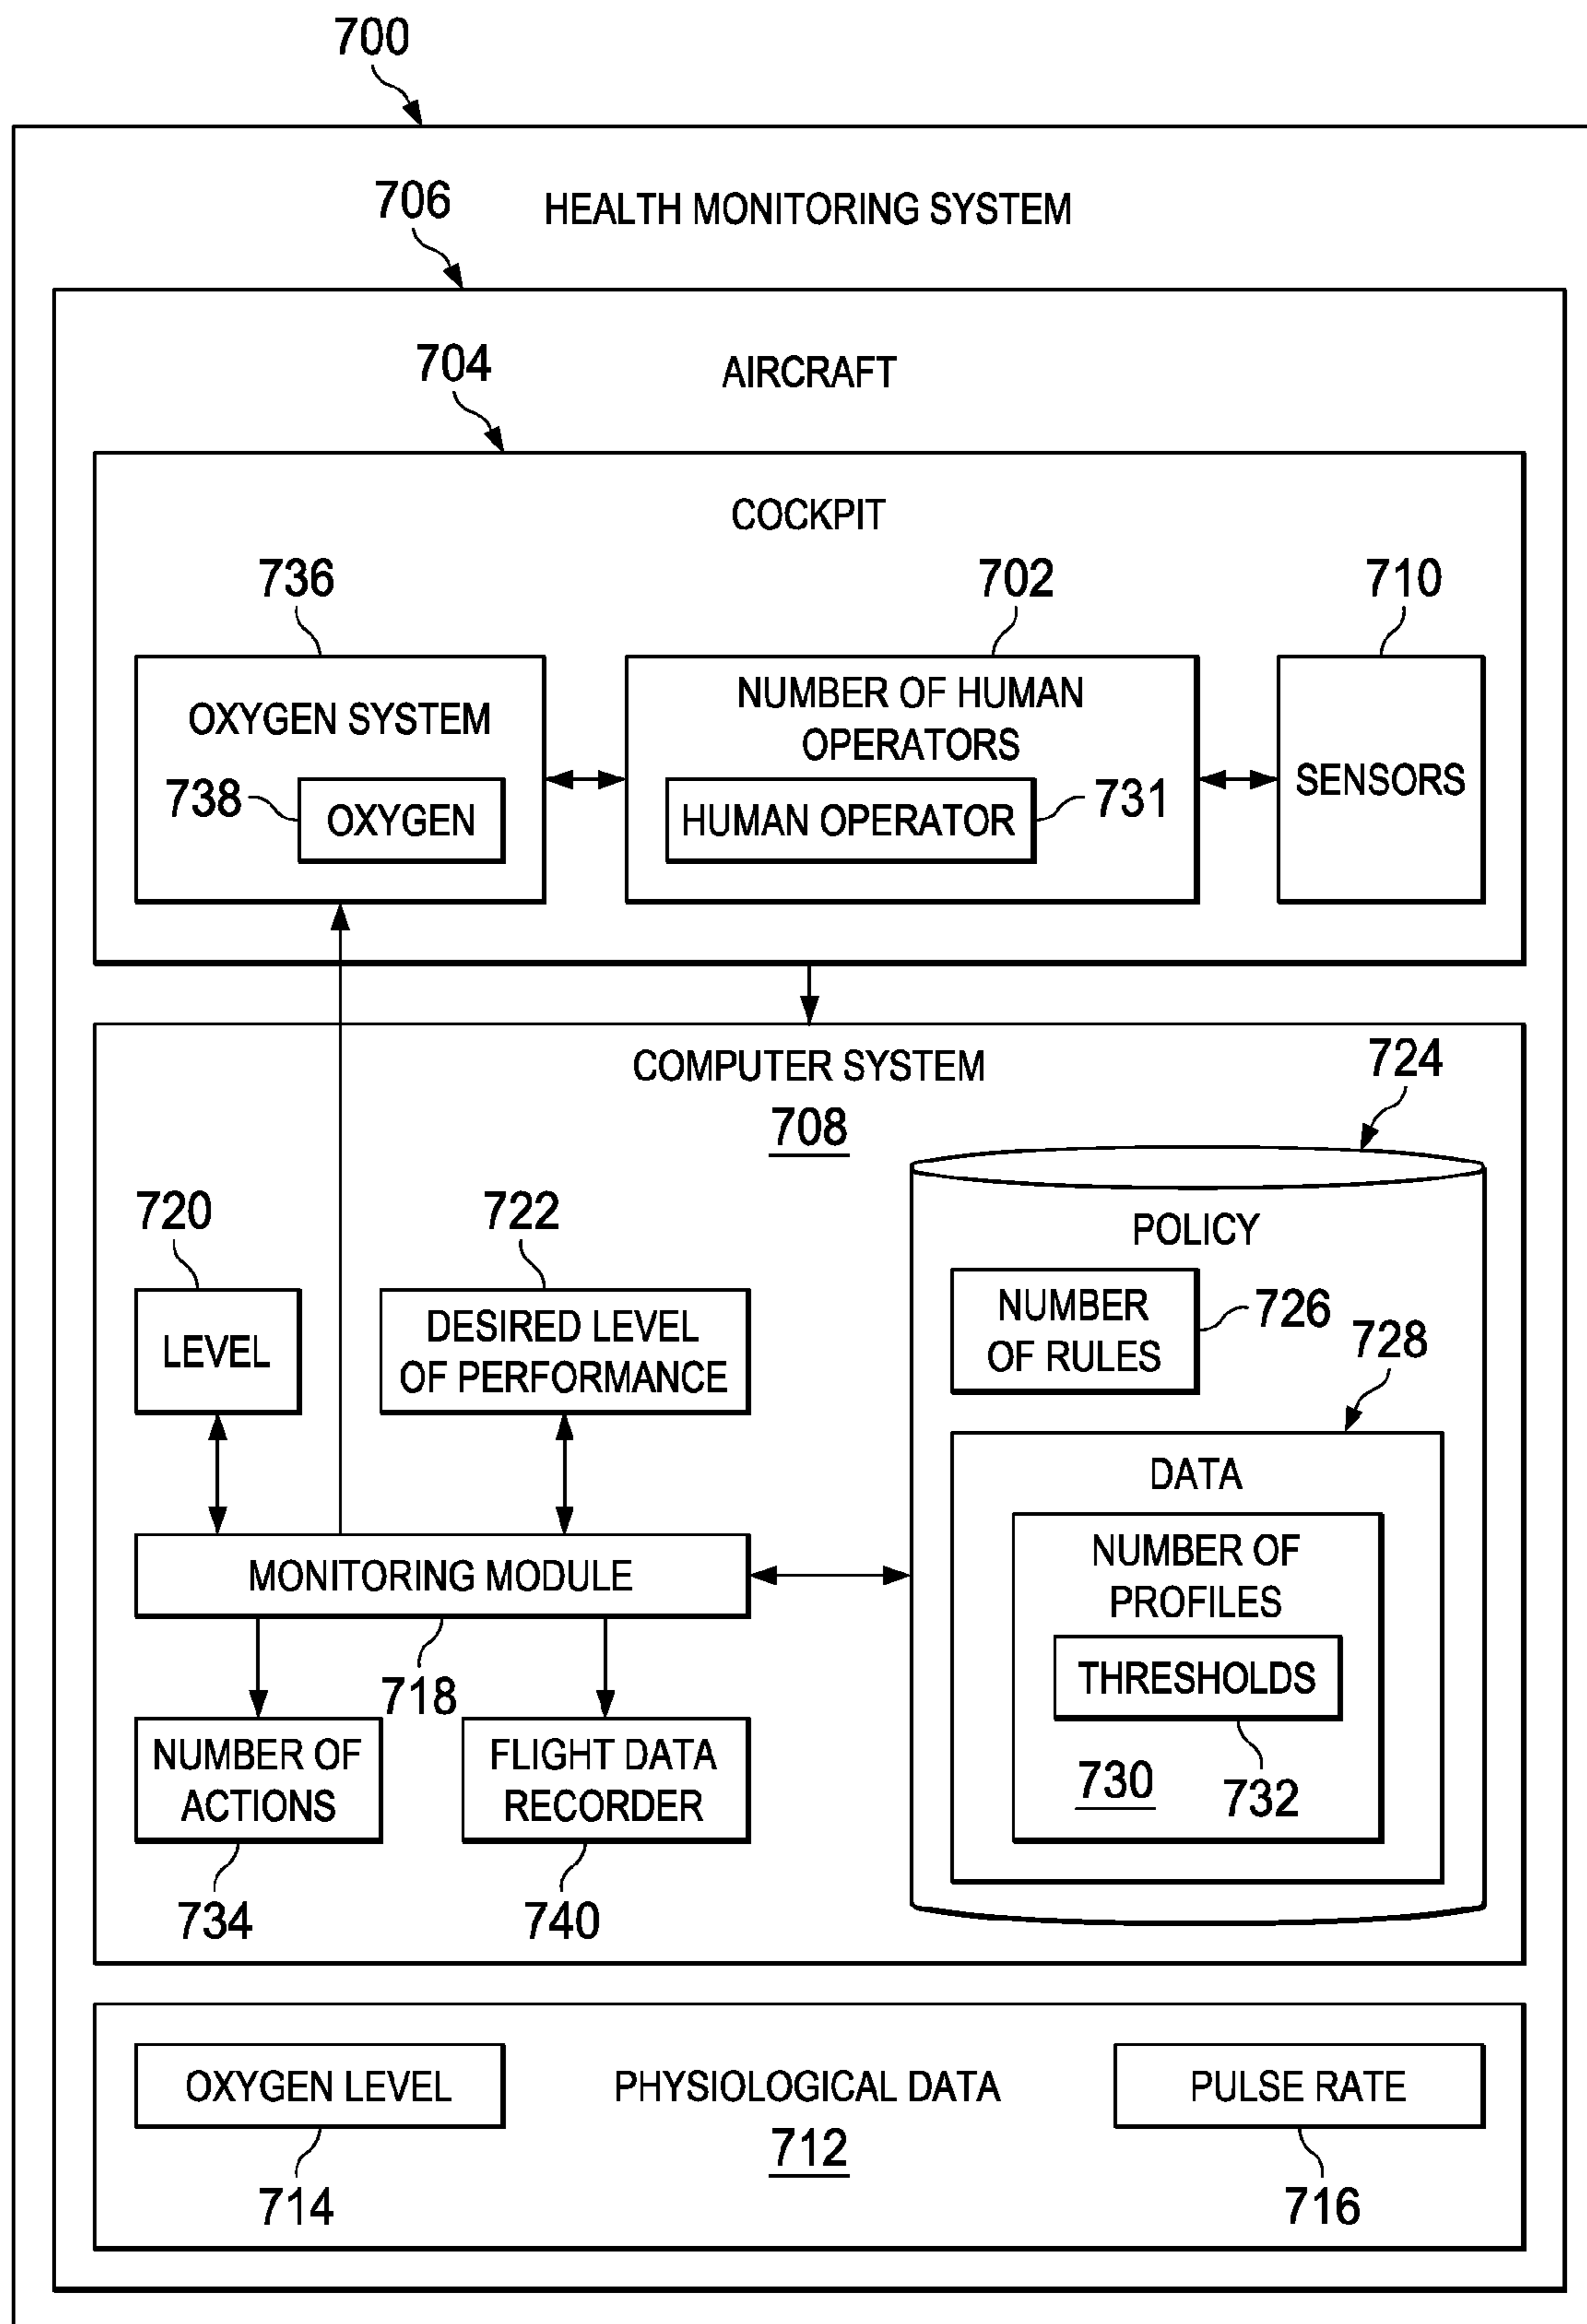 700
706
HEALTH MONITORING SYSTEM
704
AIRCRAFT
COCKPIT
736
702
710
OXYGEN SYSTEM
738
OXYGEN
NUMBER OF HUMAN
OPERATORS
HUMAN OPERATOR
731
SENSORS
COMPUTER SYSTEM
708
724
720
722
POLICY
LEVEL
DESIRED LEVEL
OF PERFORMANCE
NUMBER
OF RULES
726
728
DATA
MONITORING MODULE
NUMBER OF
PROFILES
THRESHOLDS
718
730
732
NUMBER OF
ACTIONS
FLIGHT DATA
RECORDER
734
740
OXYGEN LEVEL
PHYSIOLOGICAL DATA
PULSE RATE
712
714
716